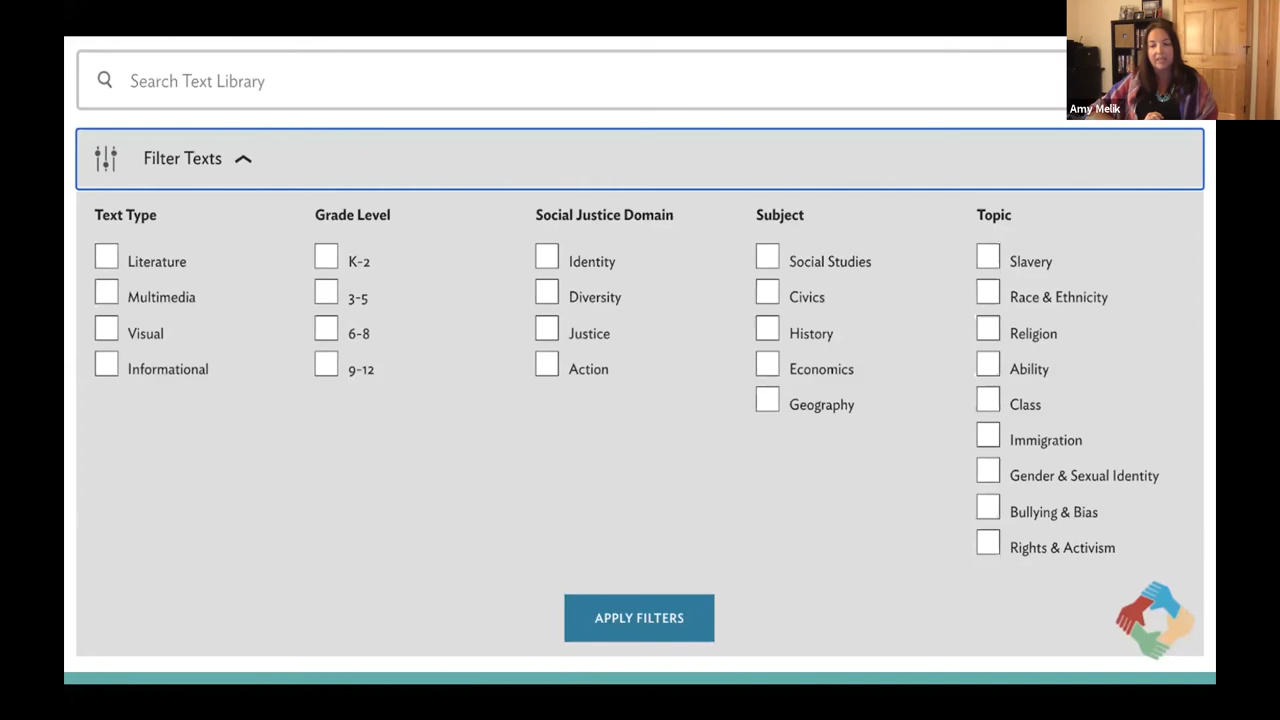 Search Text Library
Amy Melik
Filter Texts
Text Type
Literature
Multimedia
Visual
Informational
Grade Level
K-2
3-5
6-8
9-12
Social Justice Domain
Identity
Diversity
Justice
Action
Subject
Social Studies
Civics
History
Economics
Geography
Topic
Slavery
Race & Ethnicity
Religion
Ability
Class
Immigration
Gender & Sexual Identity
Bullying & Bias
Rights & Activism
APPLY FILTERS